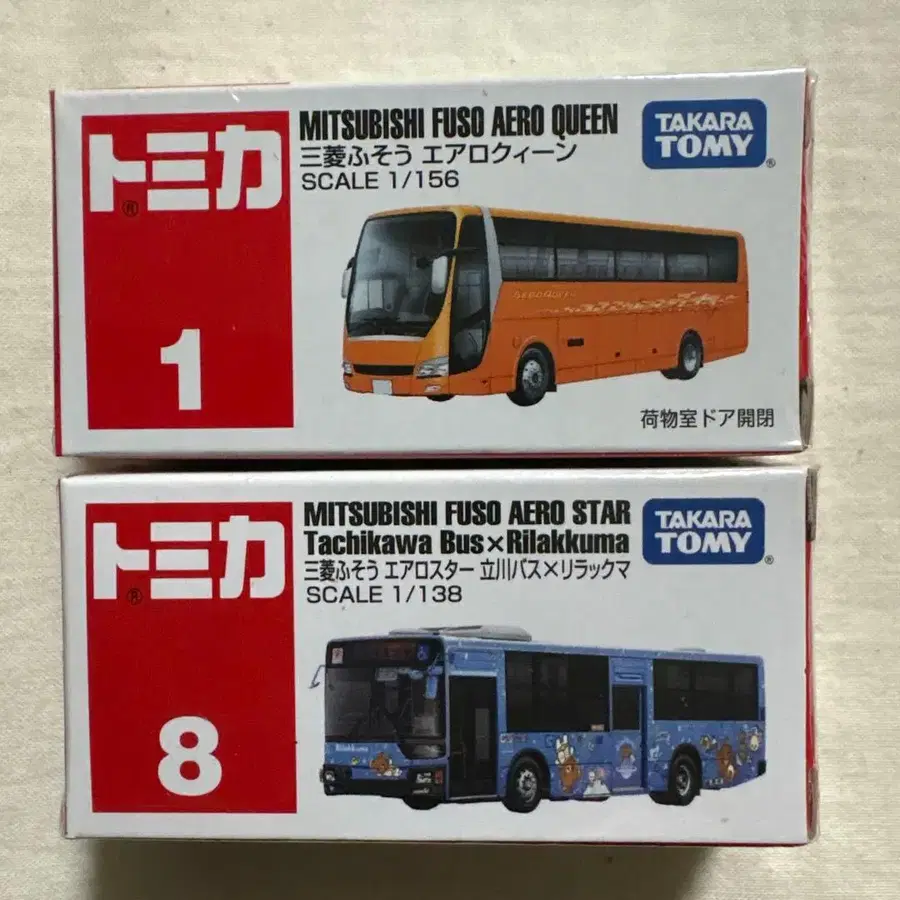 トミカ
®
1
MITSUBISHI FUSO AERO QUEEN
三菱ふそう エアロクィーン
SCALE 1/156
TAKARA
TOMY®
AERO QUEEN
荷物室ドア開閉
トミカ
®
8
MITSUBISHI FUSO AERO STAR
Tachikawa Bus×Rilakkuma
三菱ふそう エアロスター 立川バス×リラックマ
SCALE 1/138
TAKARA
TOMY®
Rilakkuma